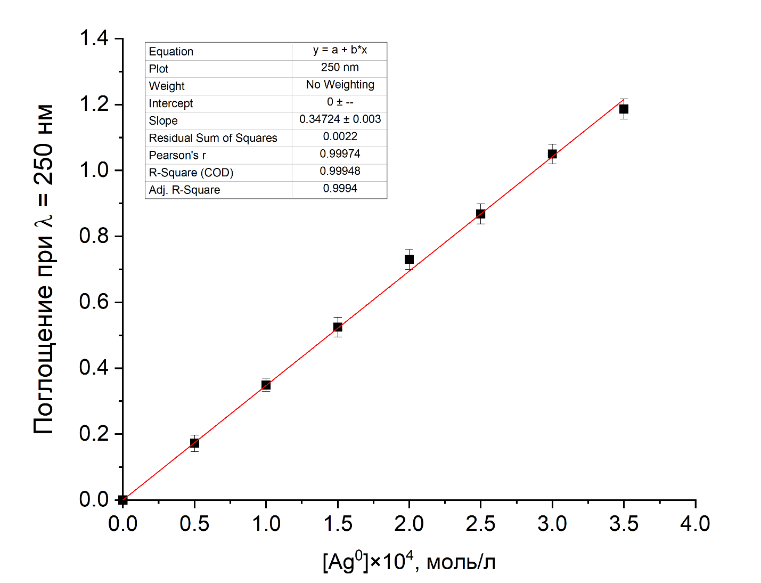 1.4
1.2
1.0
0.8
0.6
0.4
0.2
0.0
Поглощение при λ = 250 нм
Equation y = a + b*x
Plot 250 nm
Weight No Weighting
Intercept 0 ± --
Slope 0.34724 ± 0.003
Residual Sum of Squares 0.0022
Pearson's r 0.99974
R-Square (COD) 0.99948
Adj. R-Square 0.9994
0.0 0.5 1.0 1.5 2.0 2.5 3.0 3.5 4.0
[Ag⁰]×10⁴, моль/л